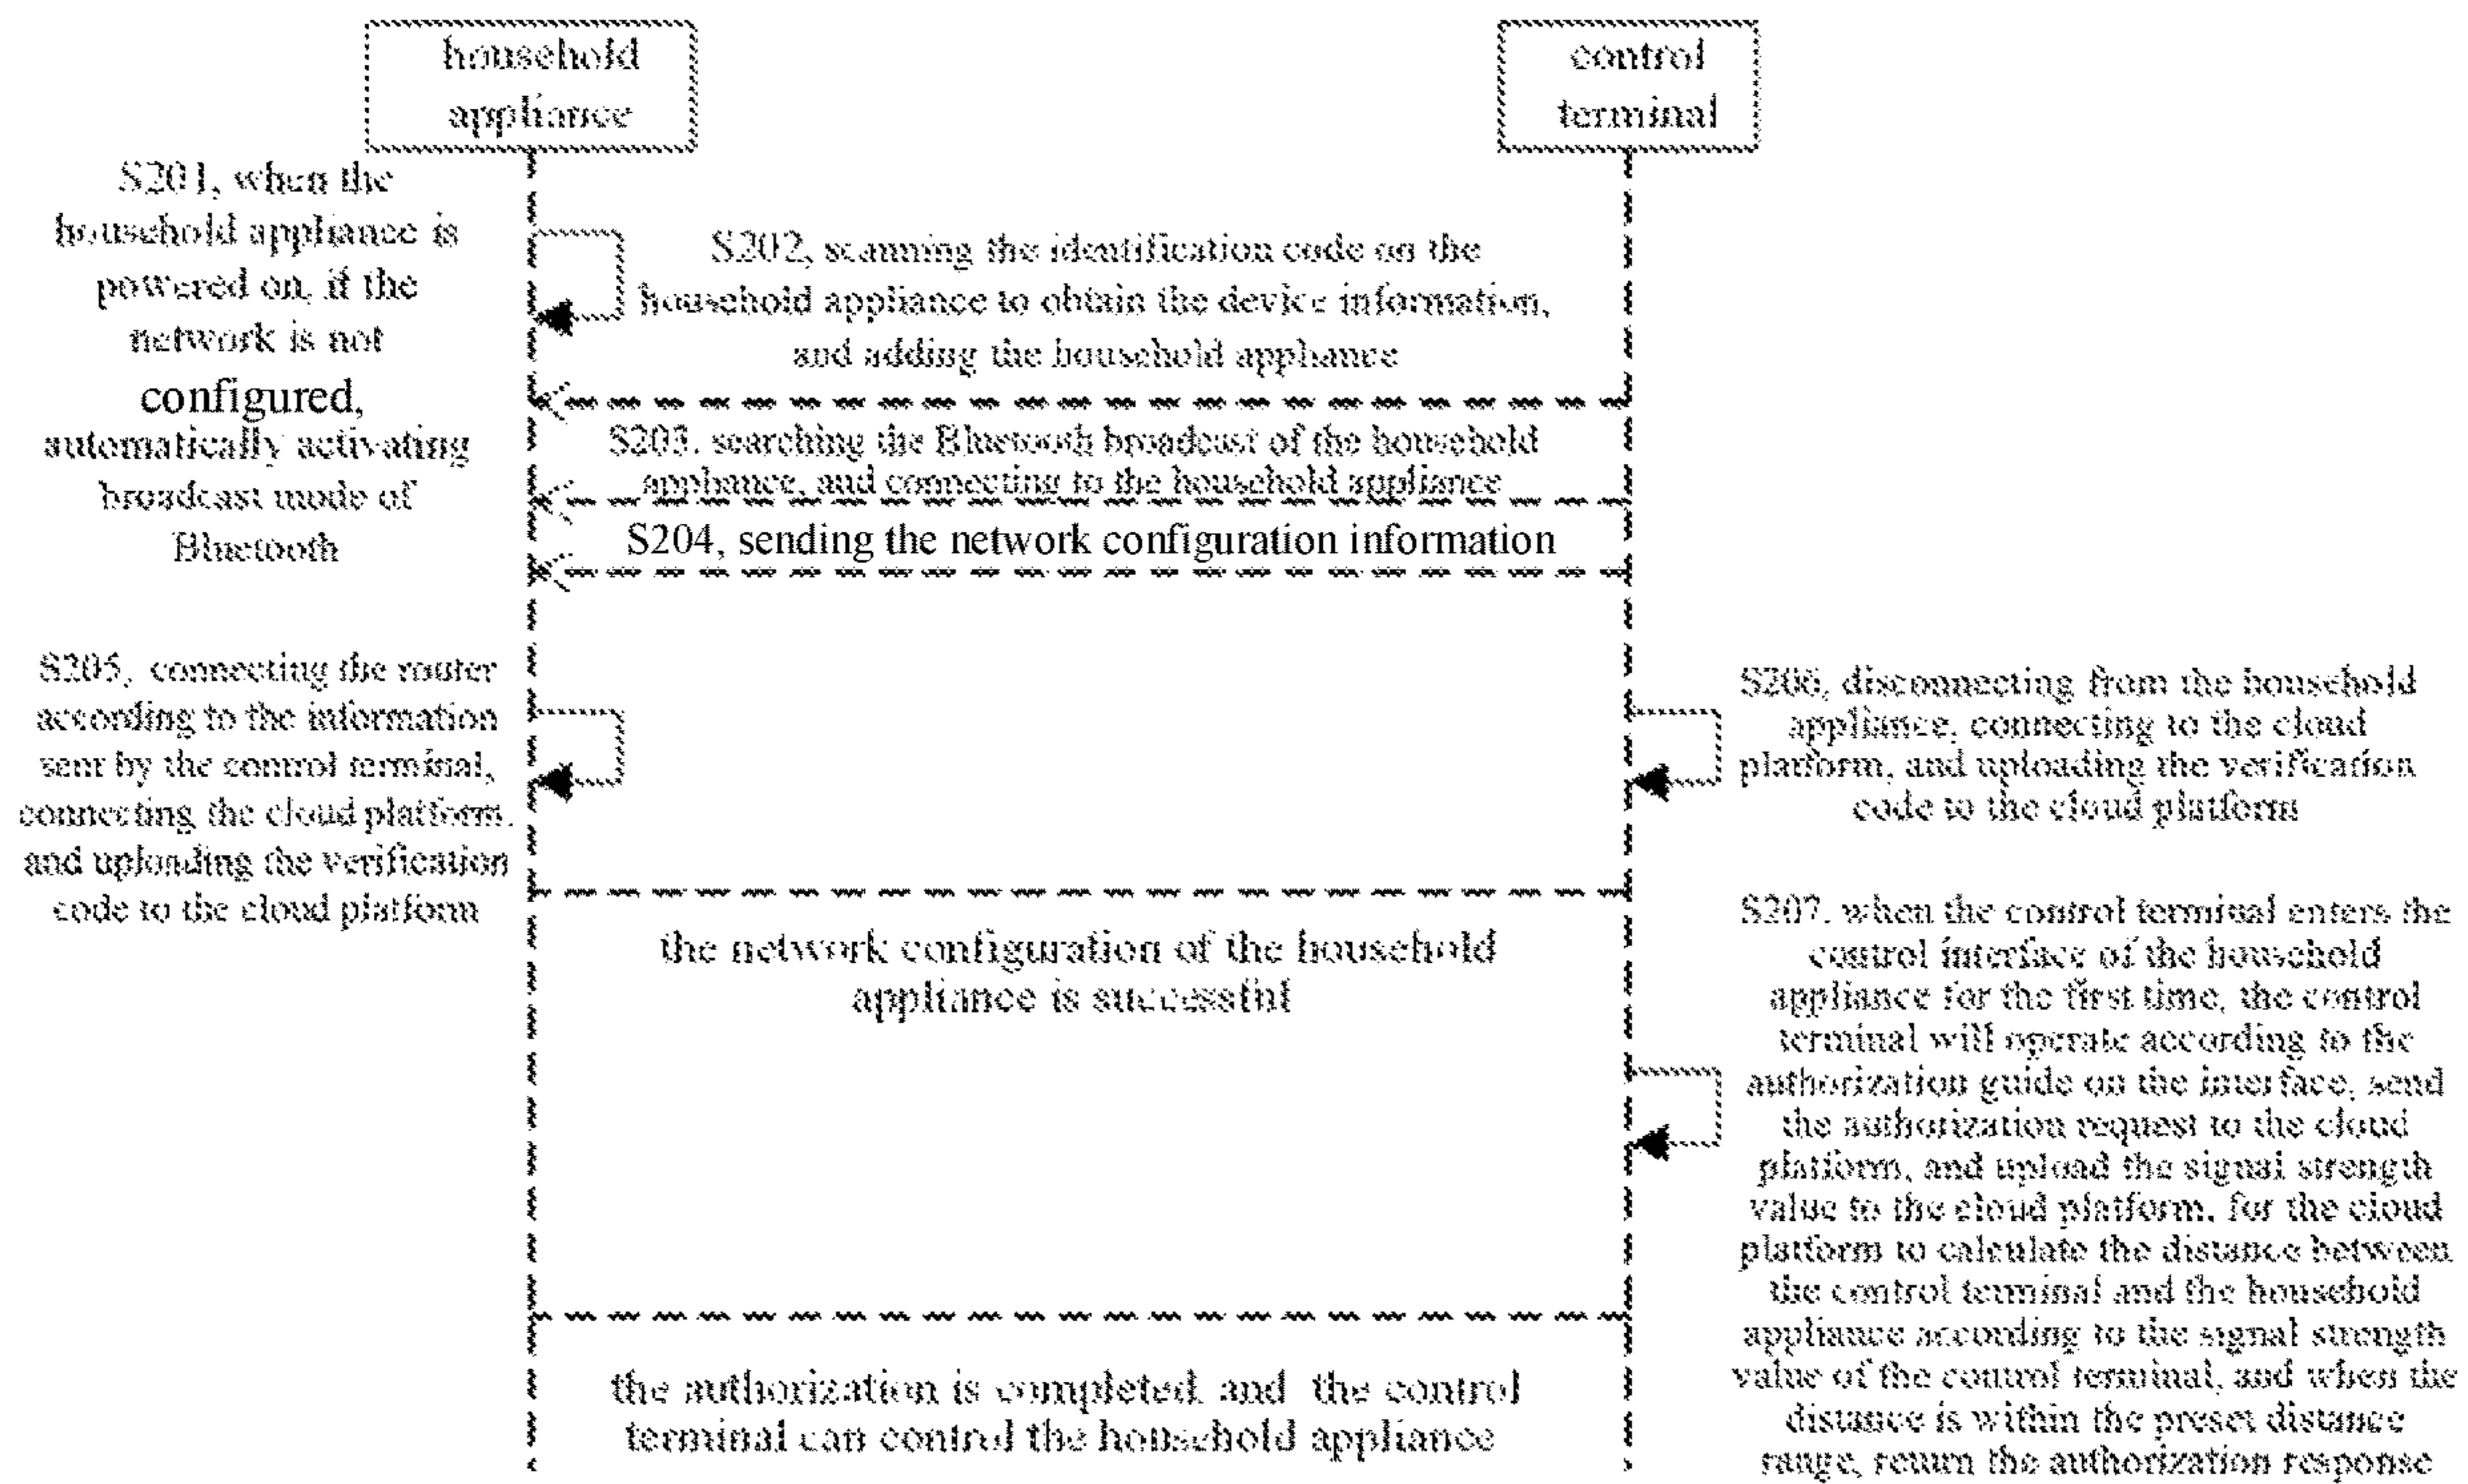 household
appliance
control
terminal
S201, when the
household appliance is
powered on, if the
network is not
configured,
automatically activating
broadcast mode of
Bluetooth
S202, scanning the identification code on the
household appliance to obtain the device information,
and adding the household appliance
S203. searching the Bluetooth broadcast of the household
appliance, and connecting to the household appliance
S204, sending the network configuration information
S205, connecting the router
according to the information
sent by the control terminal,
connecting the cloud platform.
and uploading the verification
code to the cloud platform
S206, disconnecting from the household
appliance, connecting to the cloud
platform, and uploading the verification
code to the cloud platform
the network configuration of the household
appliance is successful
S207. when the control terminal enters the
control interface of the household
appliance for the first time, the control
terminal will operate according to the
authorization guide on the interface, send
the authorization request to the cloud
platform, and upload the signal strength
value to the cloud platform, for the cloud
platform to calculate the distance between
the control terminal and the household
appliance according to the signal strength
value of the control terminal, and when the
distance is within the preset distance
range, return the authorization response
the authorization is completed, and the control
terminal can control the household appliance